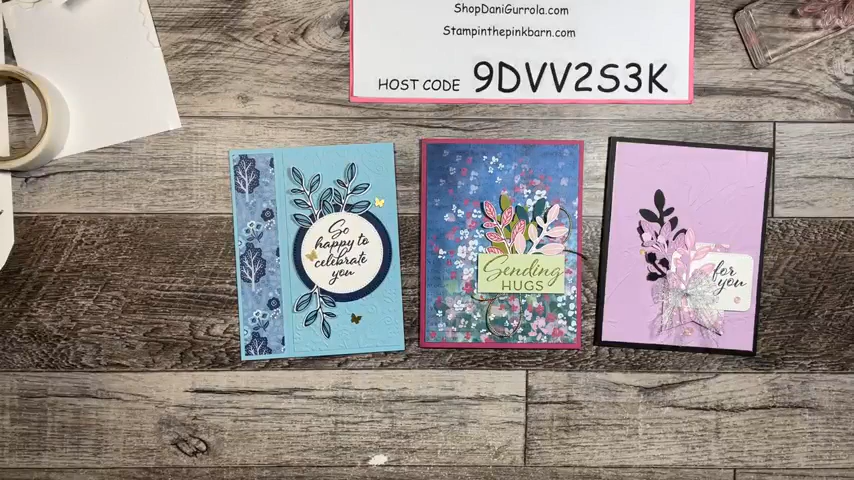 ShopDaniGurrola.com
Stampinthepinkbarn.com
HOST CODE 9DVV2S3K
So
happy to
celebrate
you
Sending
HUGS
for
you